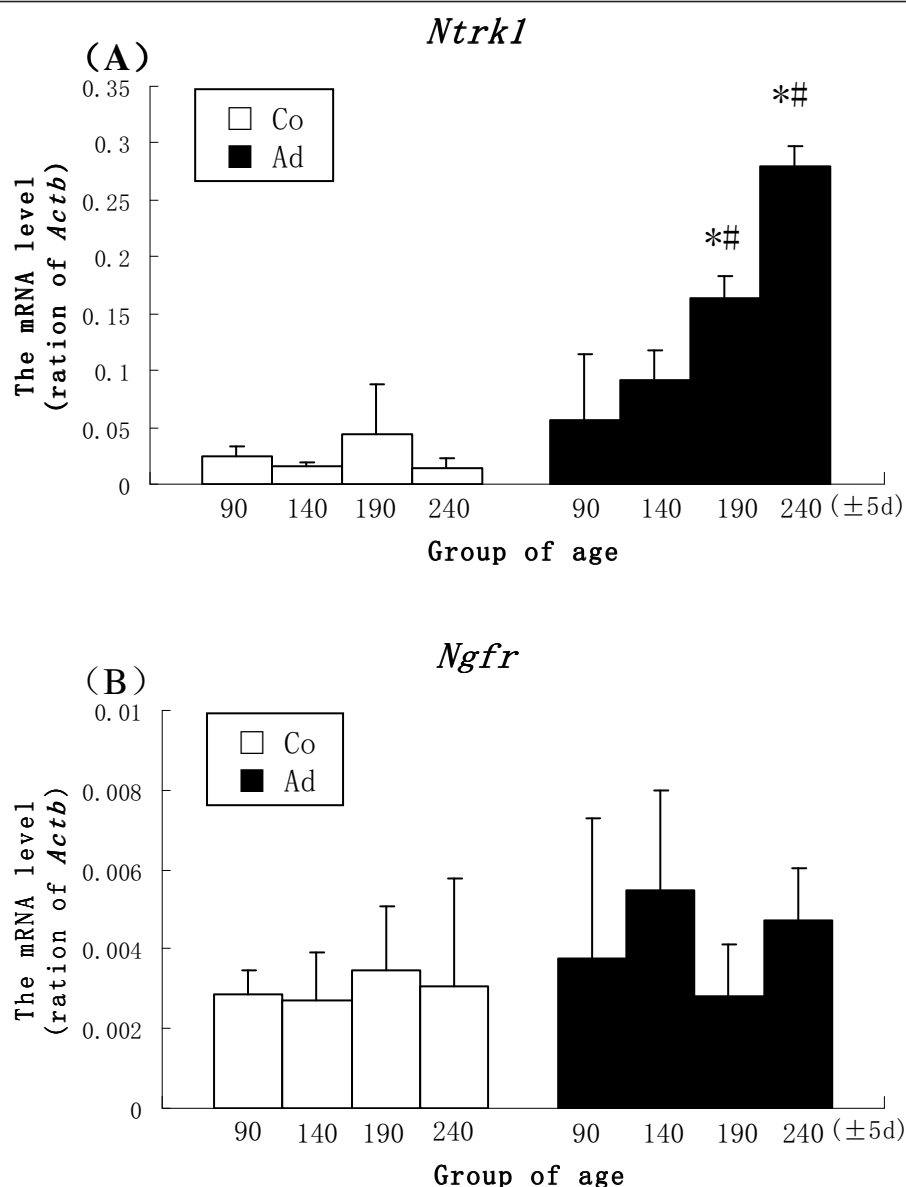 Ntrk1
(A)
The mRNA level
(ration of Actb)
0.35
0.3
0.25
0.2
0.15
0.1
0.05
0
Co
Ad
*#
*#
90 140 190 240 90 140 190 240 (±5d)
Group of age
Ngfr
(B)
The mRNA level
(ration of Actb)
0.01
0.008
0.006
0.004
0.002
0
Co
Ad
90 140 190 240 90 140 190 240 (±5d)
Group of age